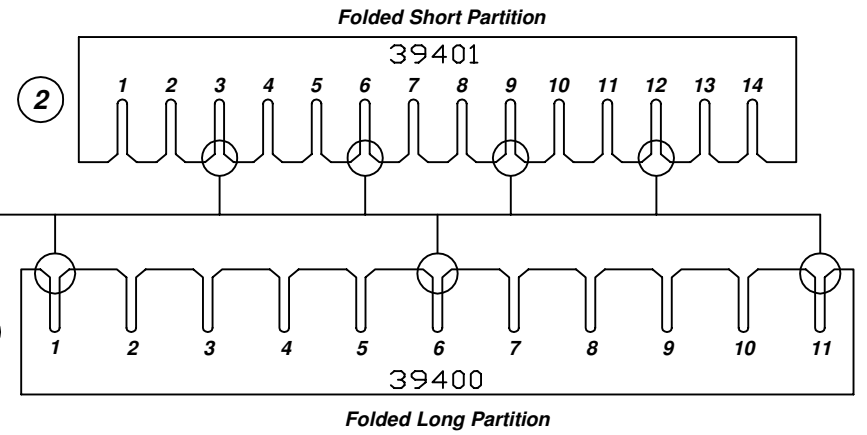 Folded Short Partition
39401
2
1 2 3 4 5 6 7 8 9 10 11 12 13 14
1 2 3 4 5 6 7 8 9 10 11
39400
Folded Long Partition